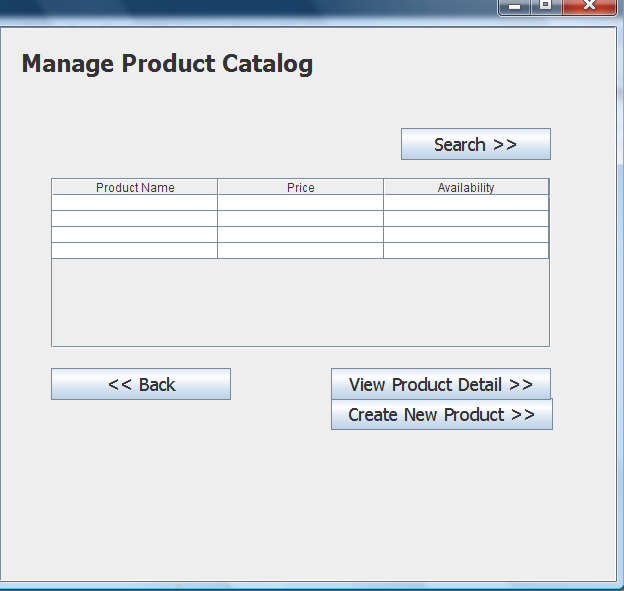 Manage Product Catalog
Search >>
Product Name Price Availability
<< Back
View Product Detail >>
Create New Product >>